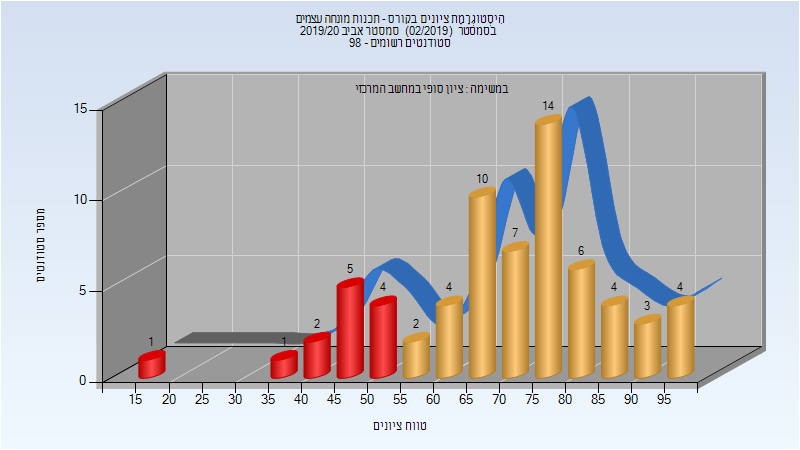 היסטוגרמת ציונים בקורס - תכנות מונחה עצמים
בסמסטר (02/2019) סמסטר אביב 2019/20
סטודנטים רשומים - 98
במשימה : ציון סופי במחשב המרכזי
מספר סטודנטים
15
10
5
0
1
1
2
5
4
2
4
10
7
14
6
4
3
4
15 20 25 30 35 40 45 50 55 60 65 70 75 80 85 90 95
טווח ציונים